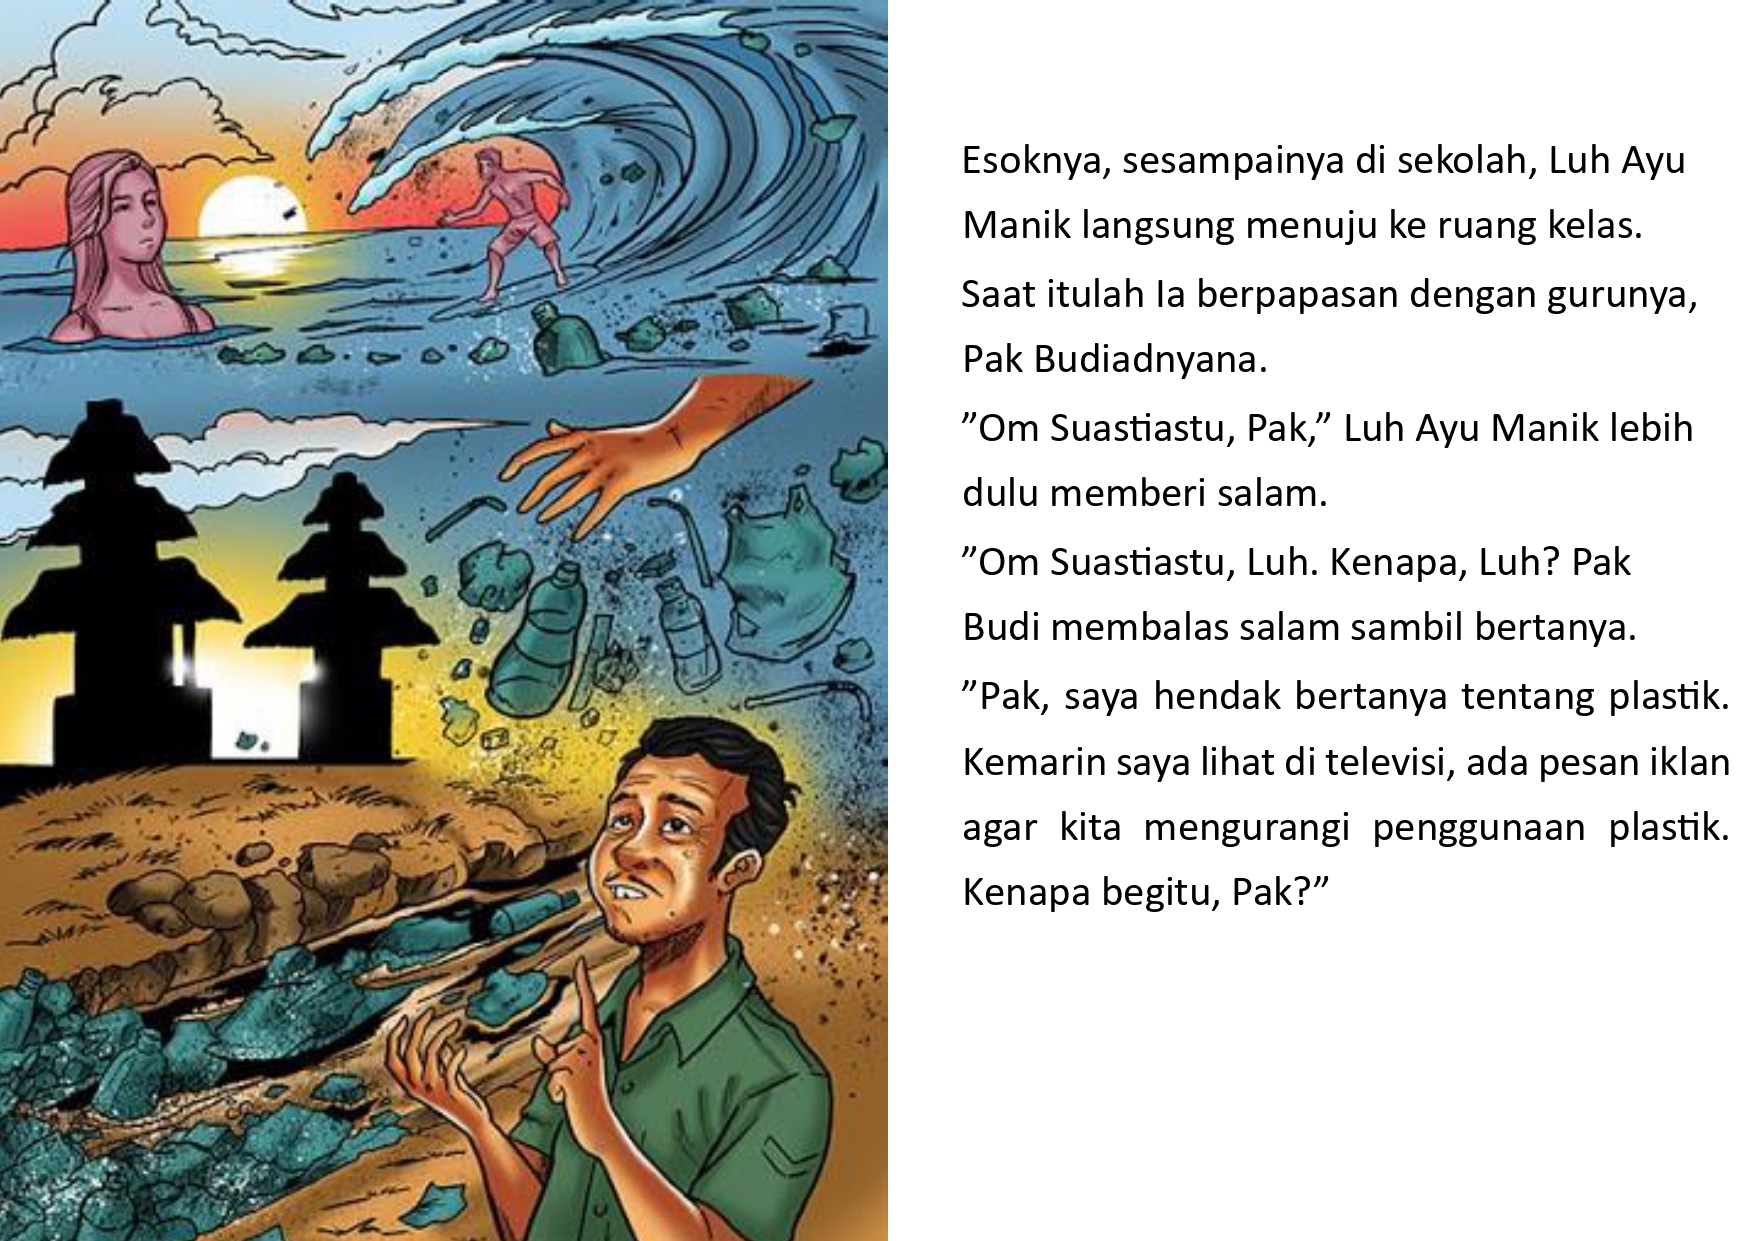 Esoknya, sesampainya di sekolah, Luh Ayu
Manik langsung menuju ke ruang kelas.
Saat itulah Ia berpapasan dengan gurunya,
Pak Budiadnyana.
”Om Suastiastu, Pak,” Luh Ayu Manik lebih
dulu memberi salam.
”Om Suastiastu, Luh. Kenapa, Luh? Pak
Budi membalas salam sambil bertanya.
”Pak, saya hendak bertanya tentang plastik.
Kemarin saya lihat di televisi, ada pesan iklan
agar kita mengurangi penggunaan plastik.
Kenapa begitu, Pak?”